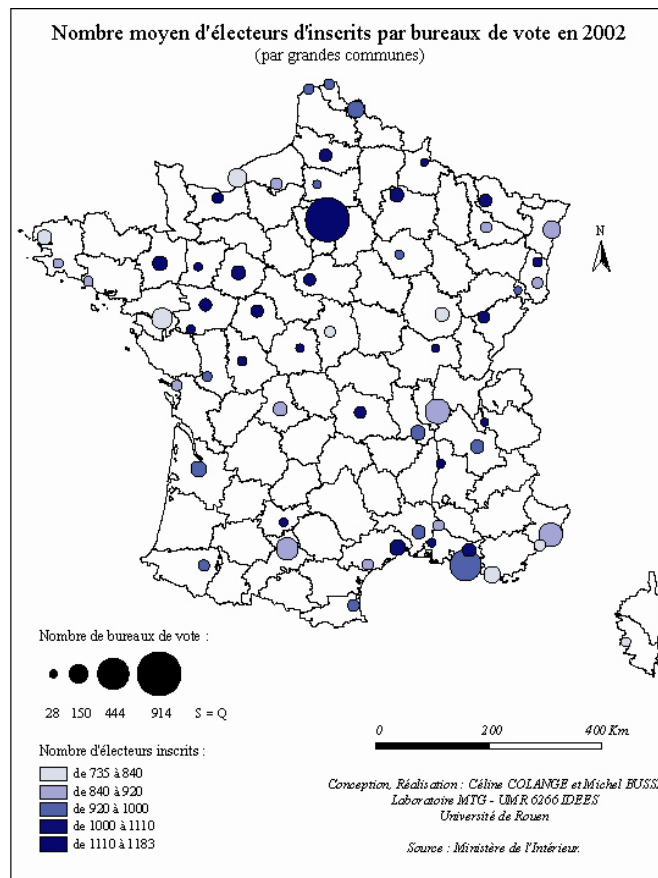 Nombre moyen d'électeurs d'inscrits par bureaux de vote en 2002
(par grandes communes)
N
Nombre de bureaux de vote :
28 150 444 914 S = Q
0 200 400 Km
Nombre d'électeurs inscrits :
de 735 à 840
de 840 à 920
de 920 à 1000
de 1000 à 1110
de 1110 à 1183
Conception, Réalisation : Céline COLANGE et Michel BUSS
Laboratoire MTG - UMR 6266 IDEES
Université de Rouen
Source : Ministère de l'Intérieur.